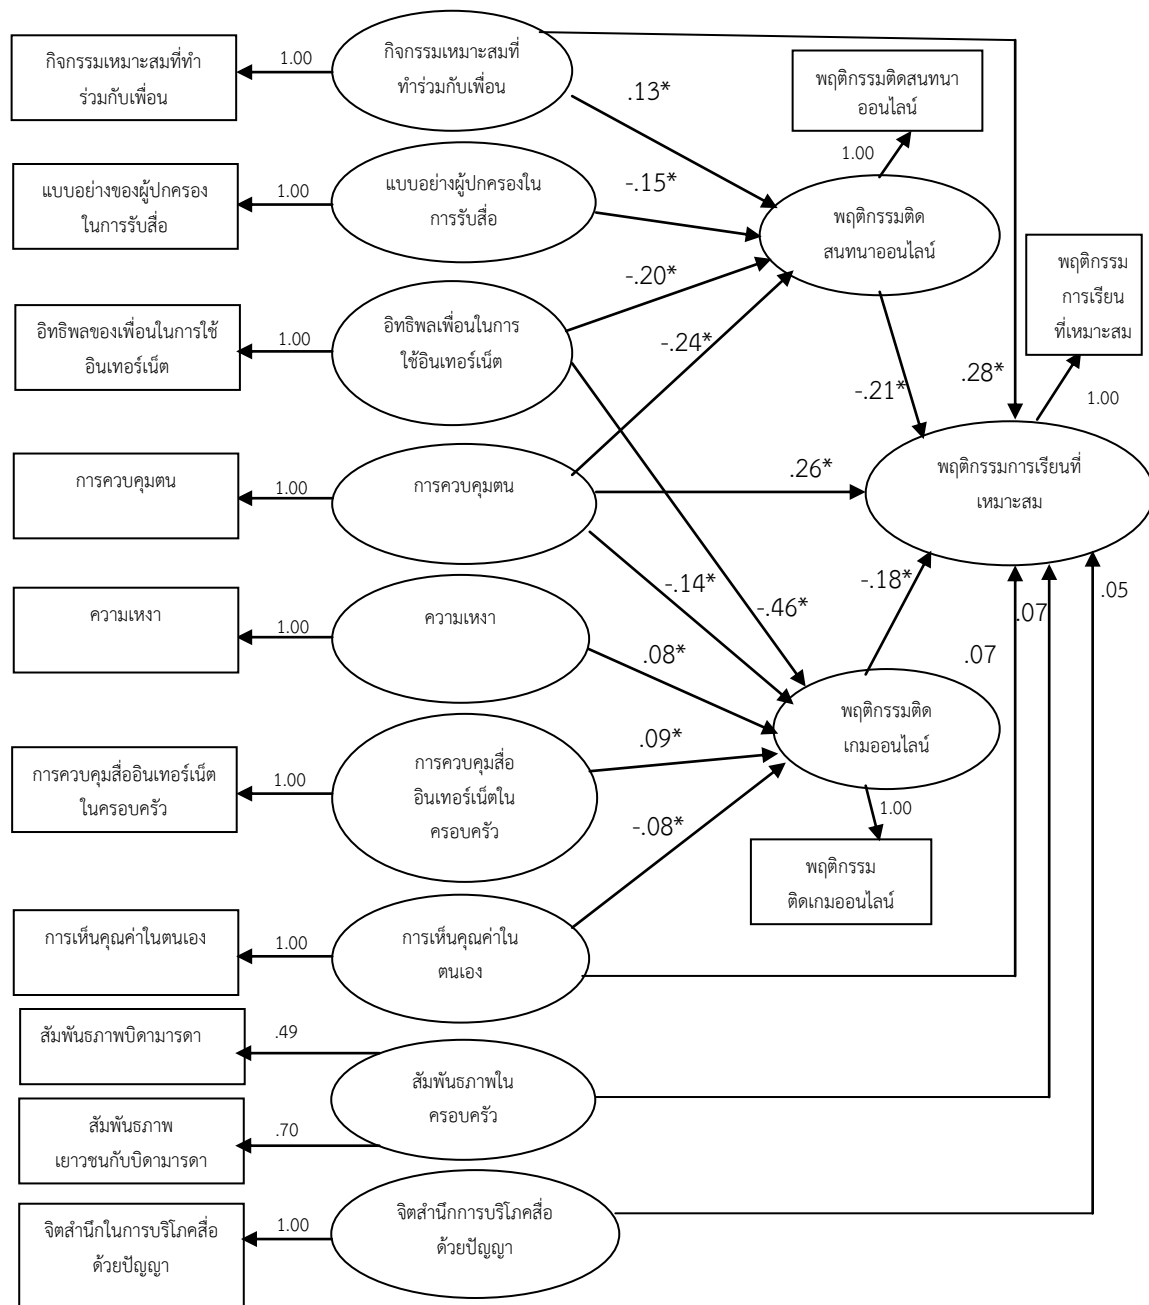 กิจกรรมเหมาะสมที่ทำ
ร่วมกับเพื่อน
1.00
กิจกรรมเหมาะสมที่
ทำร่วมกับเพื่อน
.13*
พฤติกรรมติดสนทนา
ออนไลน์
1.00
แบบอย่างของผู้ปกครอง
ในการรับสื่อ
1.00
แบบอย่างผู้ปกครองใน
การรับสื่อ
-.15*
พฤติกรรมติด
สนทนาออนไลน์
พฤติกรรม
การเรียน
ที่เหมาะสม
อิทธิพลของเพื่อนในการใช้
อินเทอร์เน็ต
1.00
อิทธิพลเพื่อนในการ
ใช้อินเทอร์เน็ต
-.20*
-.24*
-.21*
.28*
1.00
การควบคุมตน
1.00
การควบคุมตน
.26*
พฤติกรรมการเรียนที่
เหมาะสม
-.14*
-.46*
-.18*
.07
.05
ความเหงา
1.00
ความเหงา
.08*
.07
พฤติกรรมติด
เกมออนไลน์
การควบคุมสื่ออินเทอร์เน็ต
ในครอบครัว
1.00
การควบคุมสื่อ
อินเทอร์เน็ตใน
ครอบครัว
.09*
-.08*
1.00
พฤติกรรม
ติดเกมออนไลน์
การเห็นคุณค่าในตนเอง
1.00
การเห็นคุณค่าใน
ตนเอง
สัมพันธภาพบิดามารดา
.49
สัมพันธภาพใน
ครอบครัว
สัมพันธภาพ
เยาวชนกับบิดามารดา
.70
จิตสำนึกในการบริโภคสื่อ
ด้วยปัญญา
1.00
จิตสำนึกการบริโภคสื่อ
ด้วยปัญญา